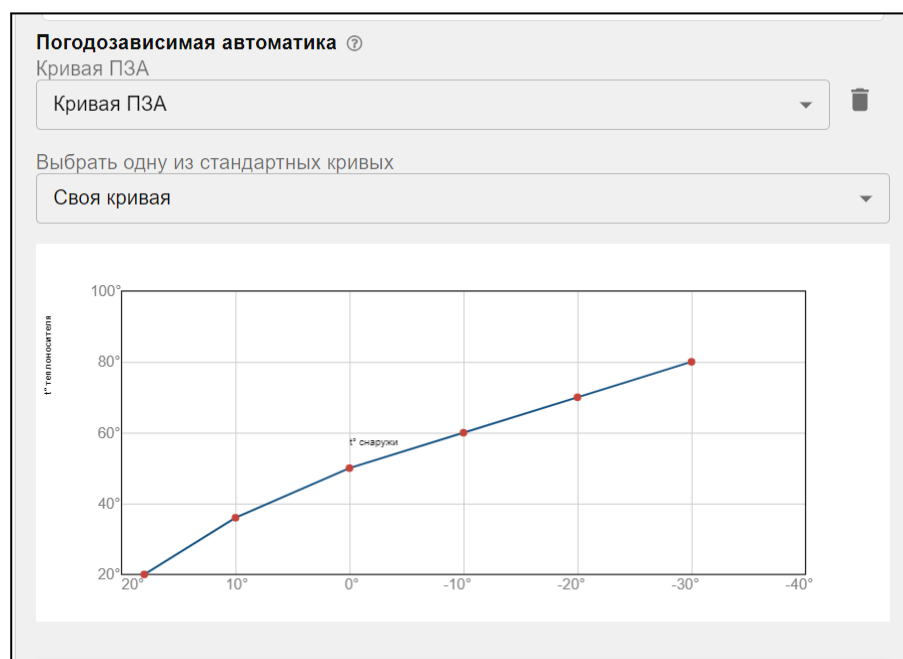 Погодозависимая автоматика ?
Кривая ПЗА
Кривая ПЗА
Выбрать одну из стандартных кривых
Своя кривая
100°
80°
60°
40°
20°
t° теплоносителя
t° снаружи
20° 10° 0° -10° -20° -30° -40°